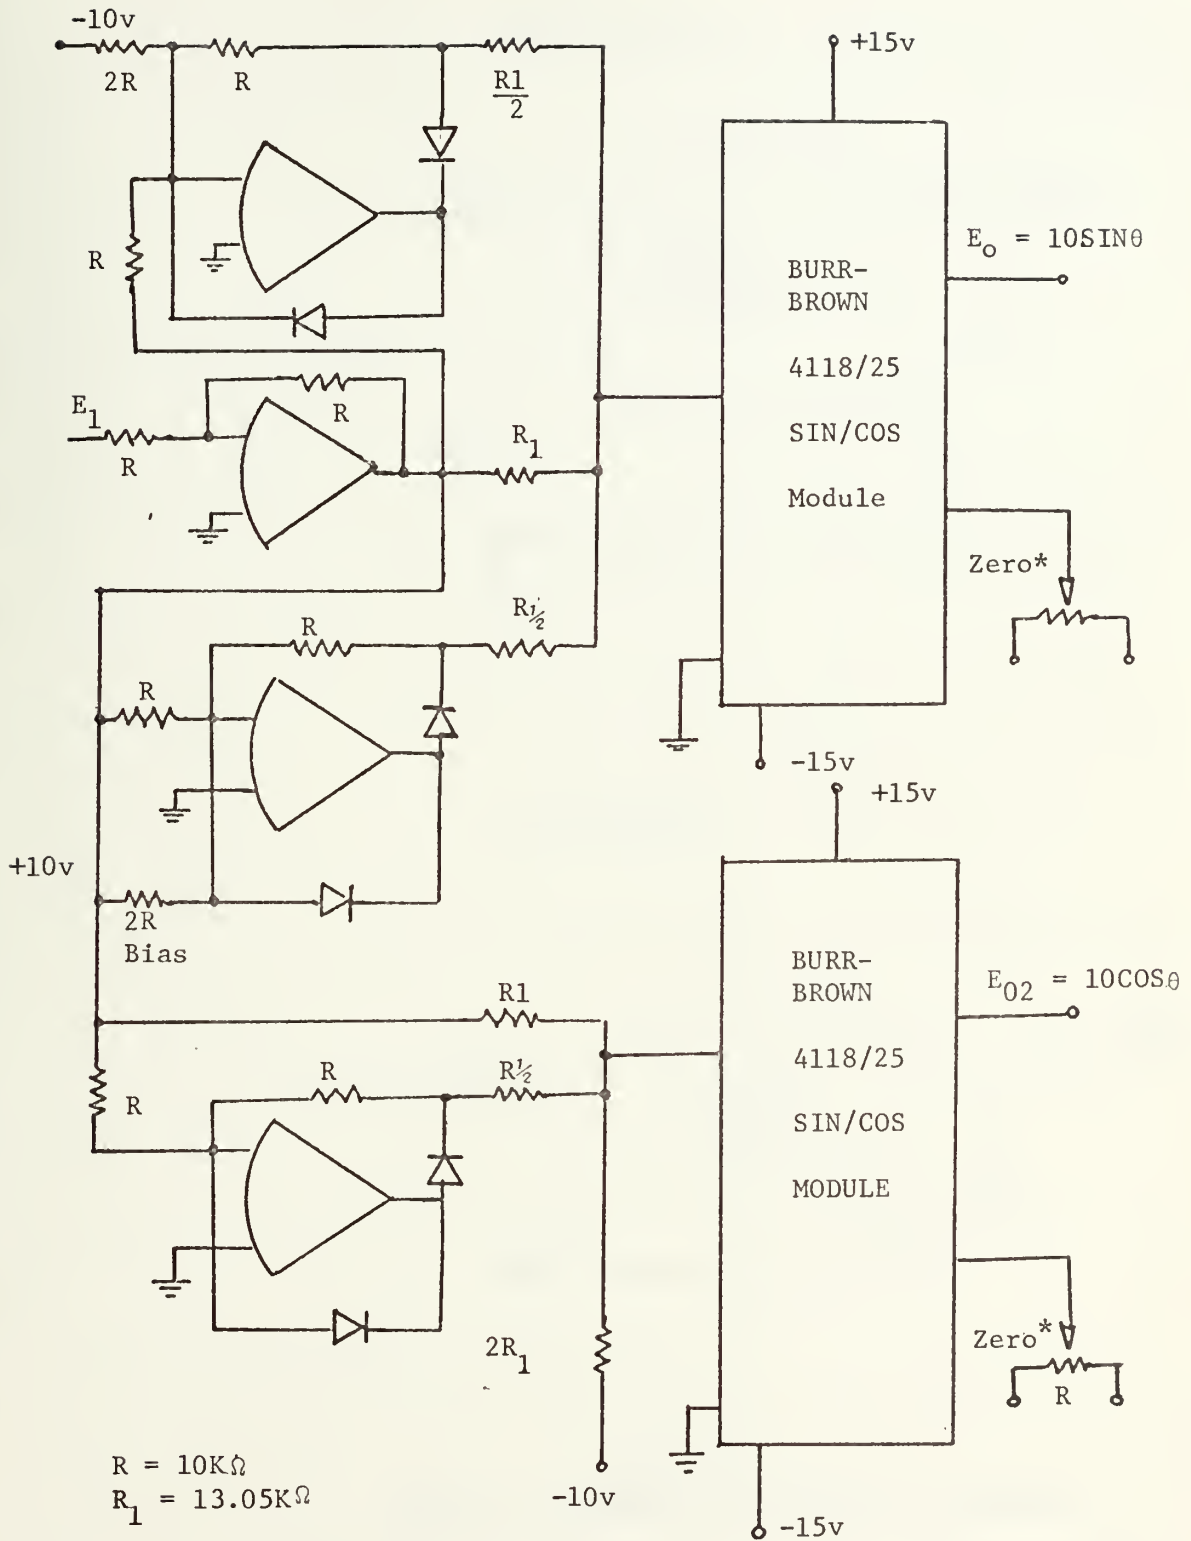 -10v
2R
R
R1
2
+15v
R
E₁
R
R
R₁
BURR-
BROWN
4118/25
SIN/COS
Module
Eₒ = 10SINθ
Zero*
R½
R
R
-15v
+15v
+10v
2R
Bias
R1
R
R½
R
BURR-
BROWN
4118/25
SIN/COS
MODULE
E₀₂ = 10COSθ
Zero*
R
2R₁
-10v
-15v
R = 10KΩ
R₁ = 13.05KΩ